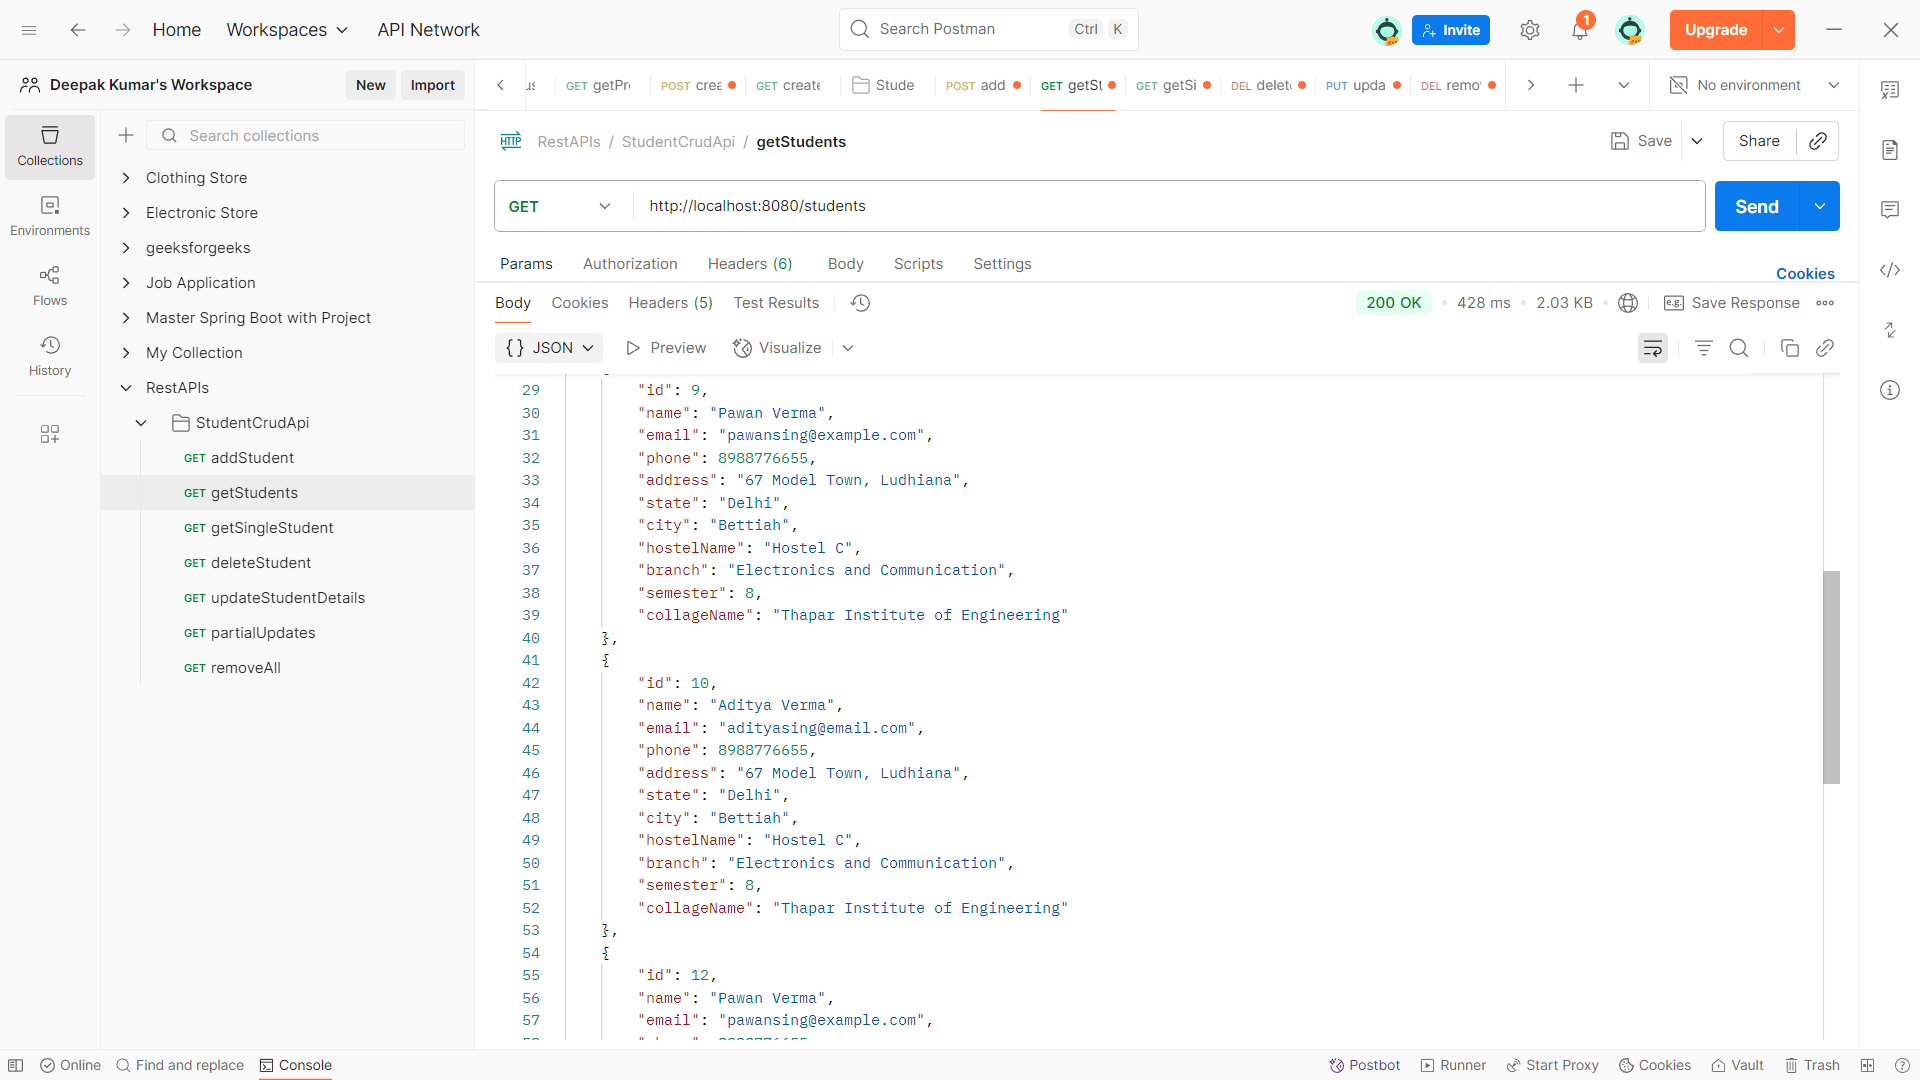 Home
Workspaces
API Network
Search Postman
Ctrl K
Invite
1
Upgrade
Deepak Kumar's Workspace
New
Import
GET getPr
POST crea
GET create
Stude
POST add
GET getSt
GET getSi
DEL delet
PUT upda
DEL remo
No environment
Collections
Environments
Flows
History
Search collections
Clothing Store
Electronic Store
geeksforgeeks
Job Application
Master Spring Boot with Project
My Collection
RestAPIs
StudentCrudApi
GET addStudent
GET getStudents
GET getSingleStudent
GET deleteStudent
GET updateStudentDetails
GET partialUpdates
GET removeAll
HTTP RestAPIs / StudentCrudApi / getStudents
Save
Share
GET
http://localhost:8080/students
Send
Params Authorization Headers (6) Body Scripts Settings
Cookies
Body Cookies Headers (5) Test Results
200 OK • 428 ms • 2.03 KB
e.g. Save Response
{} JSON
Preview
Visualize
29 "id": 9,
30 "name": "Pawan Verma",
31 "email": "pawansing@example.com",
32 "phone": 8988776655,
33 "address": "67 Model Town, Ludhiana",
34 "state": "Delhi",
35 "city": "Bettiah",
36 "hostelName": "Hostel C",
37 "branch": "Electronics and Communication",
38 "semester": 8,
39 "collageName": "Thapar Institute of Engineering"
40 },
41 {
42 "id": 10,
43 "name": "Aditya Verma",
44 "email": "adityasing@email.com",
45 "phone": 8988776655,
46 "address": "67 Model Town, Ludhiana",
47 "state": "Delhi",
48 "city": "Bettiah",
49 "hostelName": "Hostel C",
50 "branch": "Electronics and Communication",
51 "semester": 8,
52 "collageName": "Thapar Institute of Engineering"
53 },
54 {
55 "id": 12,
56 "name": "Pawan Verma",
57 "email": "pawansing@example.com",
Online
Find and replace
Console
Postbot
Runner
Start Proxy
Cookies
Vault
Trash